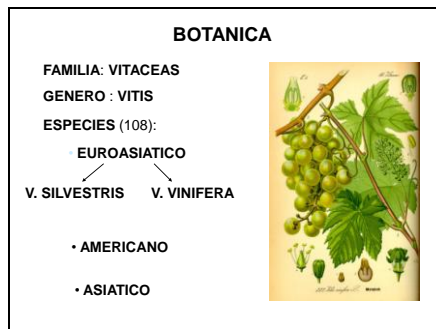 BOTANICA
FAMILIA: VITACEAS
GENERO : VITIS
ESPECIES (108):
· EUROASIATICO
V. SILVESTRIS V. VINIFERA
• AMERICANO
• ASIATICO